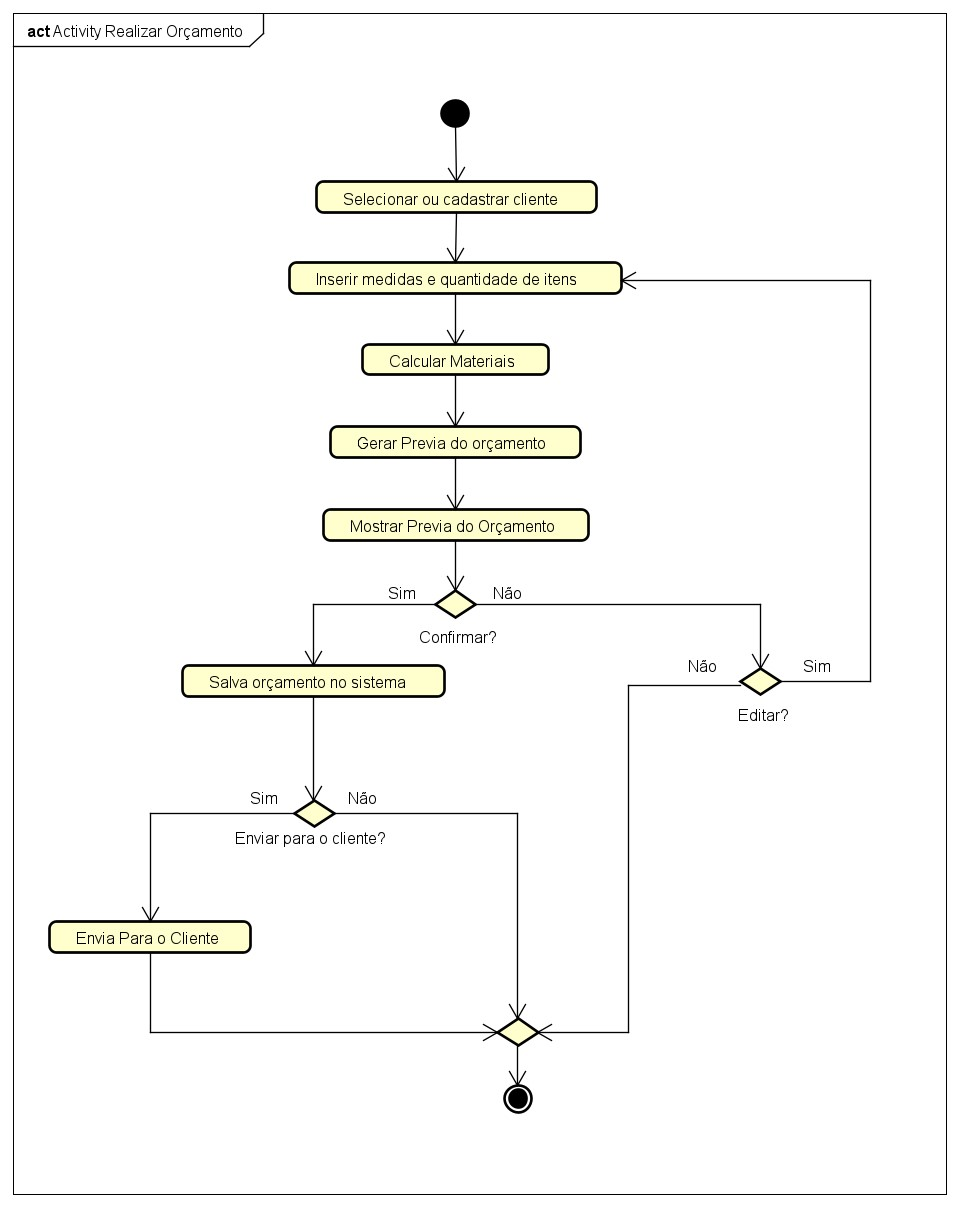 act Activity Realizar Orçamento
Selecionar ou cadastrar cliente
Inserir medidas e quantidade de itens
Calcular Materiais
Gerar Previa do orçamento
Mostrar Previa do Orçamento
Sim
Não
Confirmar?
Não
Sim
Salva orçamento no sistema
Editar?
Sim
Não
Enviar para o cliente?
Envia Para o Cliente